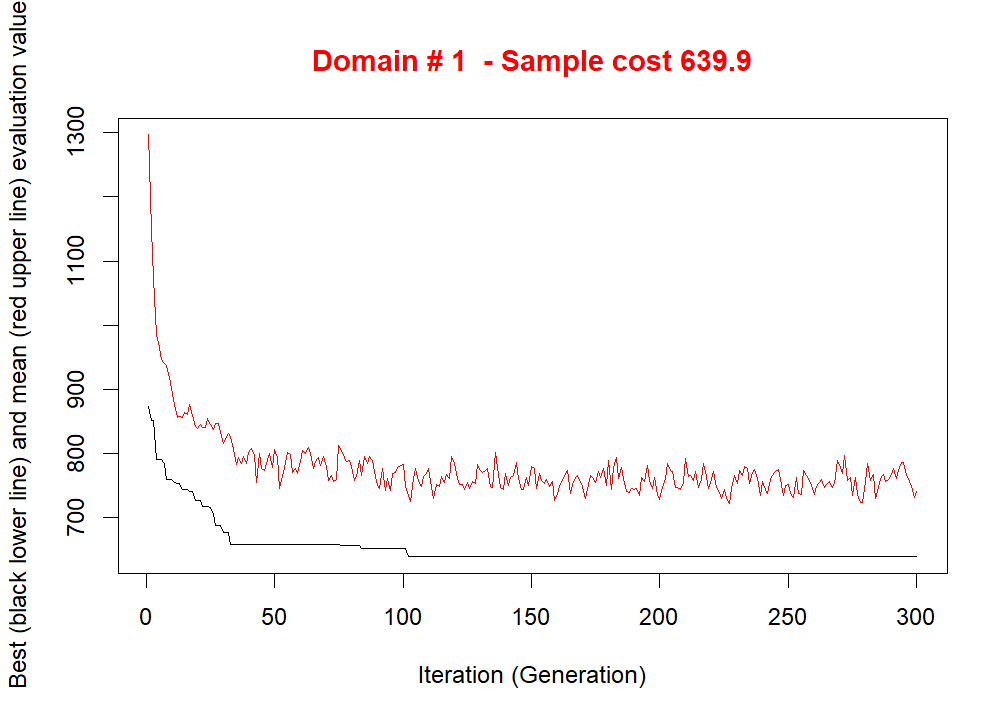 Domain # 1  - Sample cost 639.9
Best (black lower line) and mean (red upper line) evaluation value
1300
1100
900
800
700
0 50 100 150 200 250 300
Iteration (Generation)